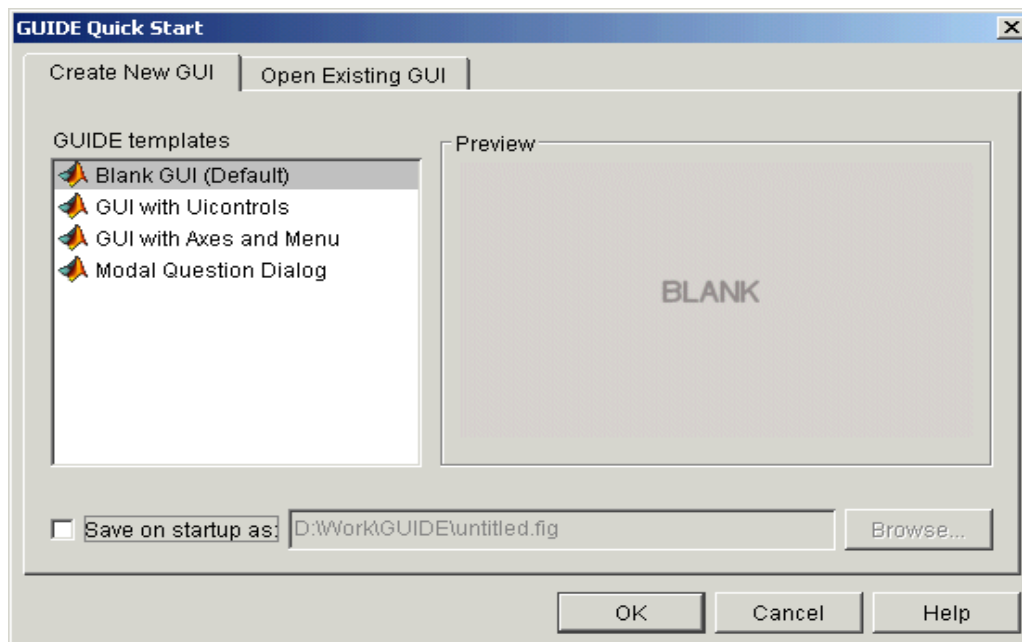 GUIDE Quick Start
Create New GUI
Open Existing GUI
GUIDE templates
Blank GUI (Default)
GUI with Uicontrols
GUI with Axes and Menu
Modal Question Dialog
Preview
BLANK
Save on startup as:
D:\Work\GUIDE\untitled.fig
Browse...
OK
Cancel
Help